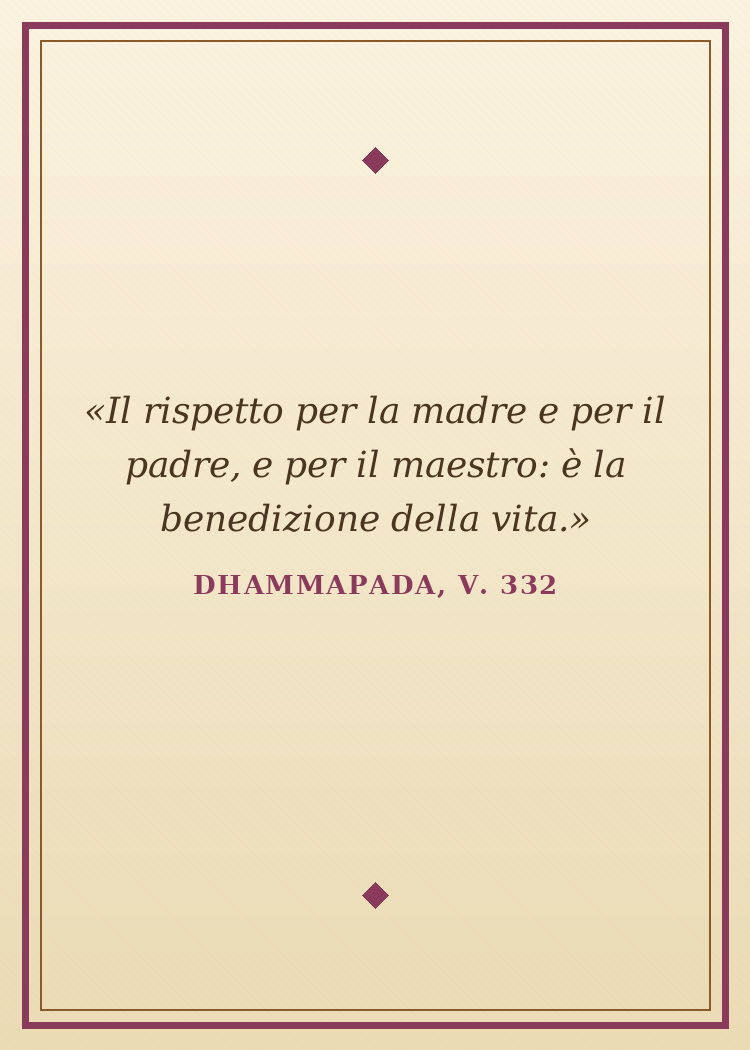 «Il rispetto per la madre e per il
padre, e per il maestro: è la
benedizione della vita.»
DHAMMAPADA, V. 332